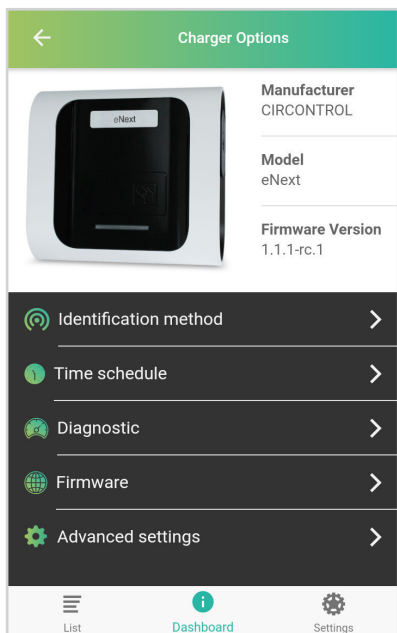 Charger Options
eNext
Manufacturer
CIRCONTROL
Model
eNext
Firmware Version
1.1.1-rc.1
Identification method
Time schedule
Diagnostic
Firmware
Advanced settings
List
Dashboard
Settings